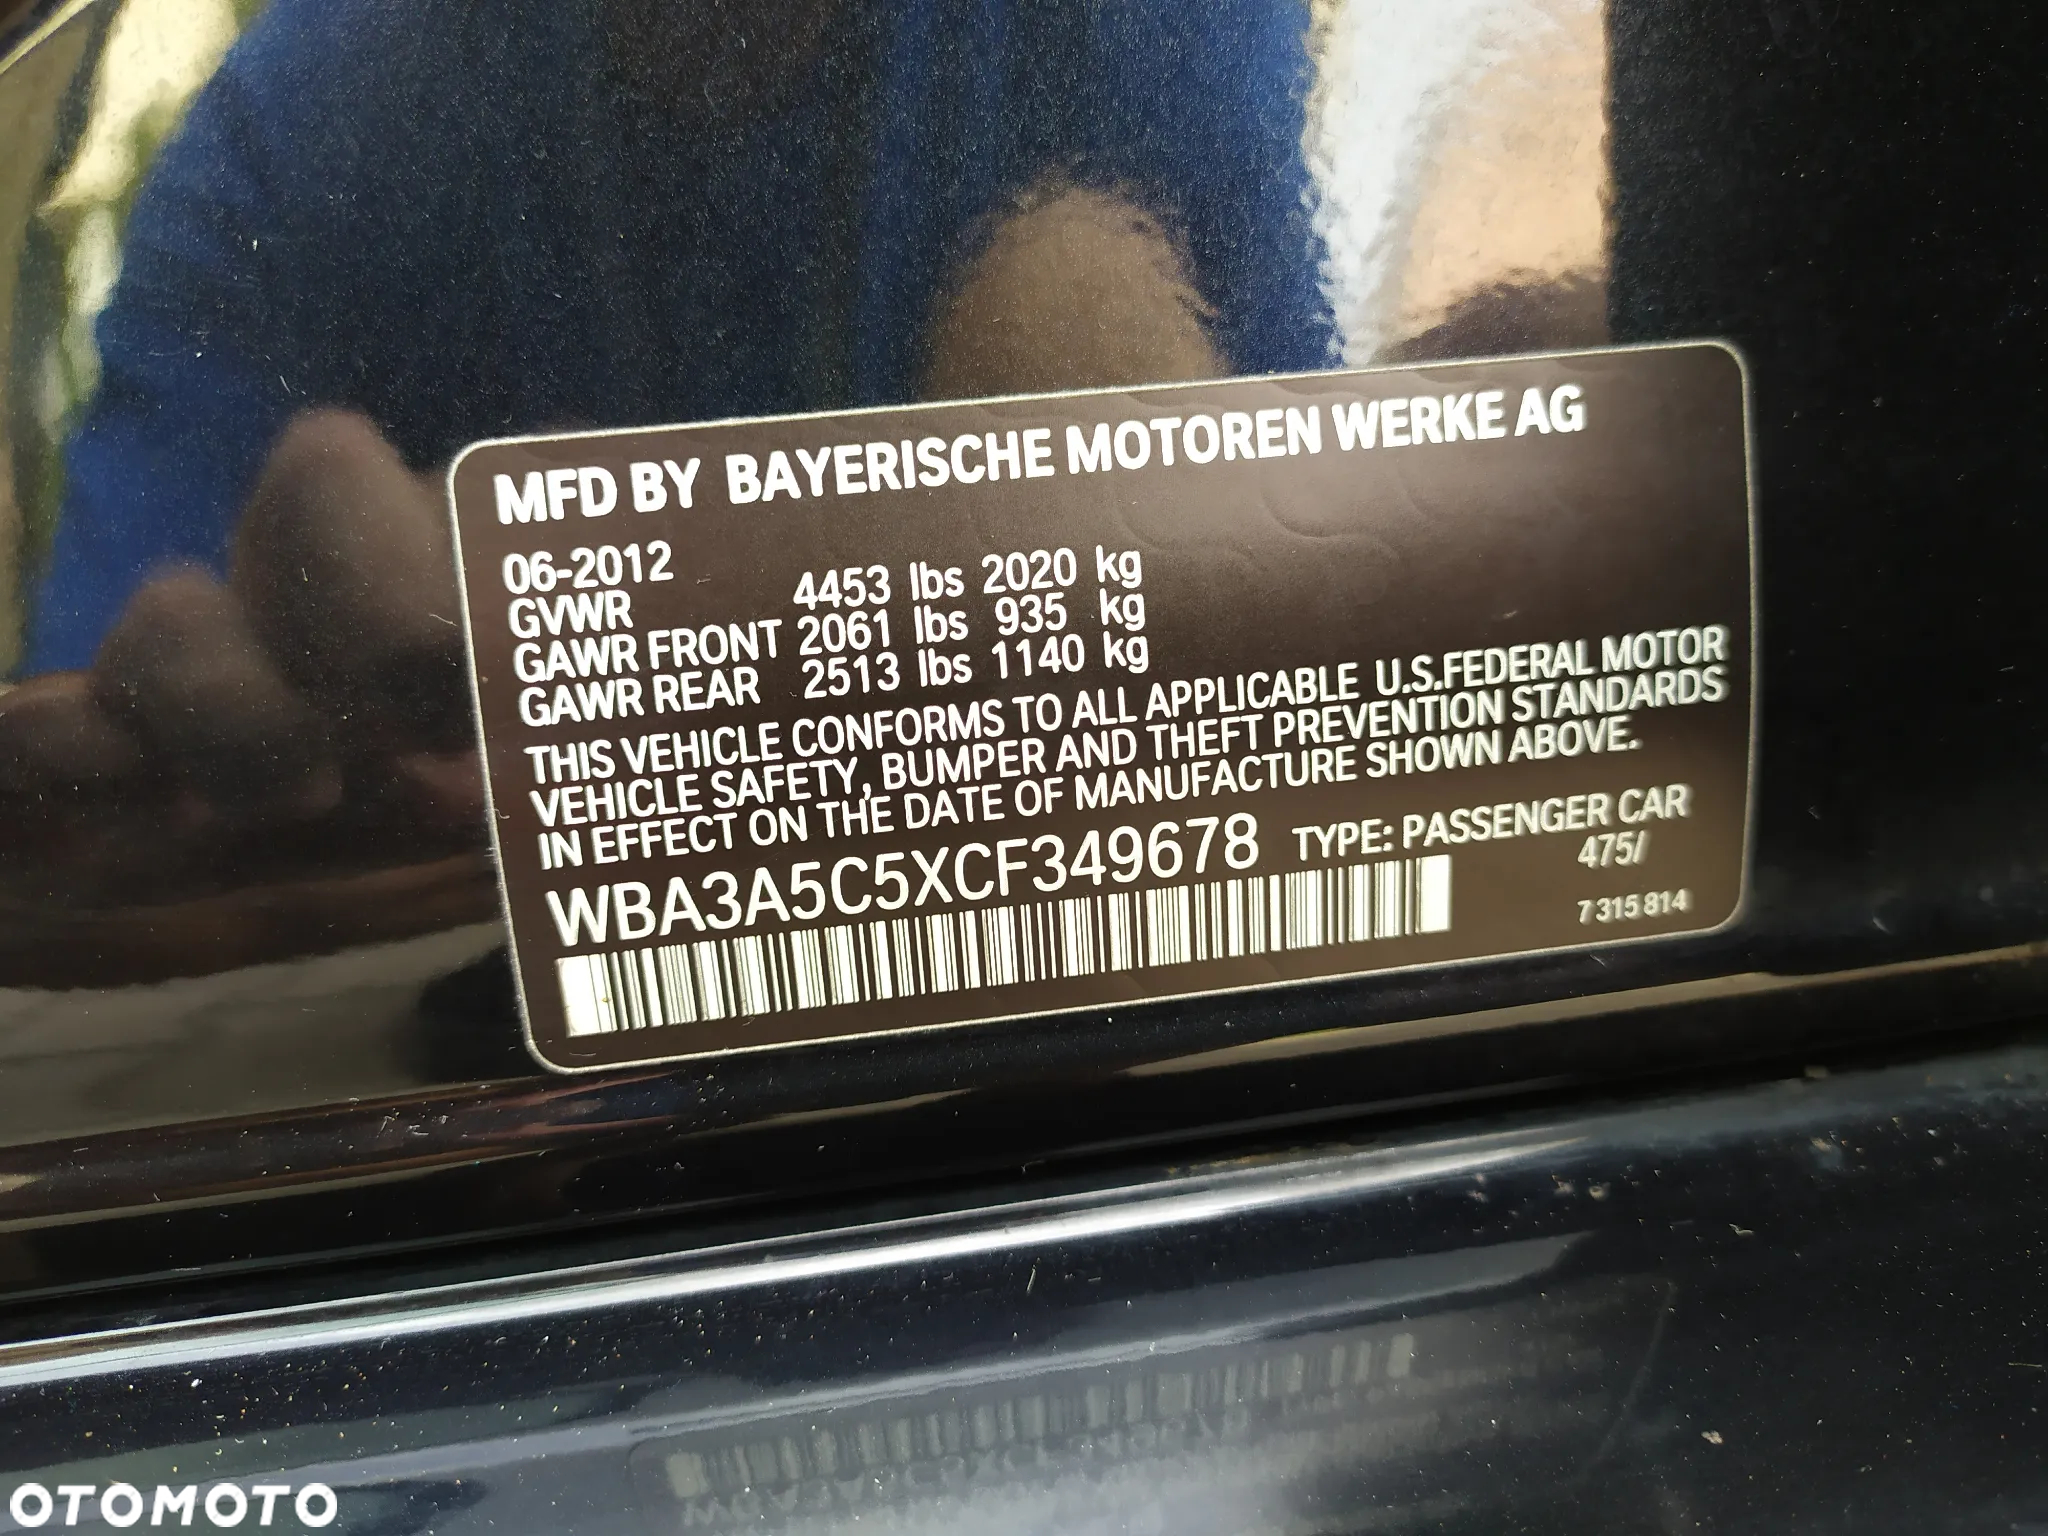 MFD BY BAYERISCHE MOTOREN WERKE AG
06-2012
GVWR 4453 lbs 2020 kg
GAWR FRONT 2061 lbs 935 kg
GAWR REAR 2513 lbs 1140 kg
THIS VEHICLE CONFORMS TO ALL APPLICABLE U.S.FEDERAL MOTOR
VEHICLE SAFETY, BUMPER AND THEFT PREVENTION STANDARDS
IN EFFECT ON THE DATE OF MANUFACTURE SHOWN ABOVE.
WBA3A5C5XCF349678 TYPE: PASSENGER CAR
475/
7 315 814
OTOMOTO